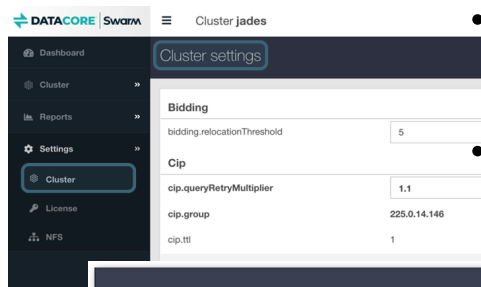 DATACORE Swarm
Cluster jades
Dashboard
Cluster settings
Cluster
Reports
Settings
Cluster
License
NFS
Bidding
bidding.relocationThreshold 5
Cip
cip.queryRetryMultiplier 1.1
cip.group 225.0.14.146
cip.ttl 1